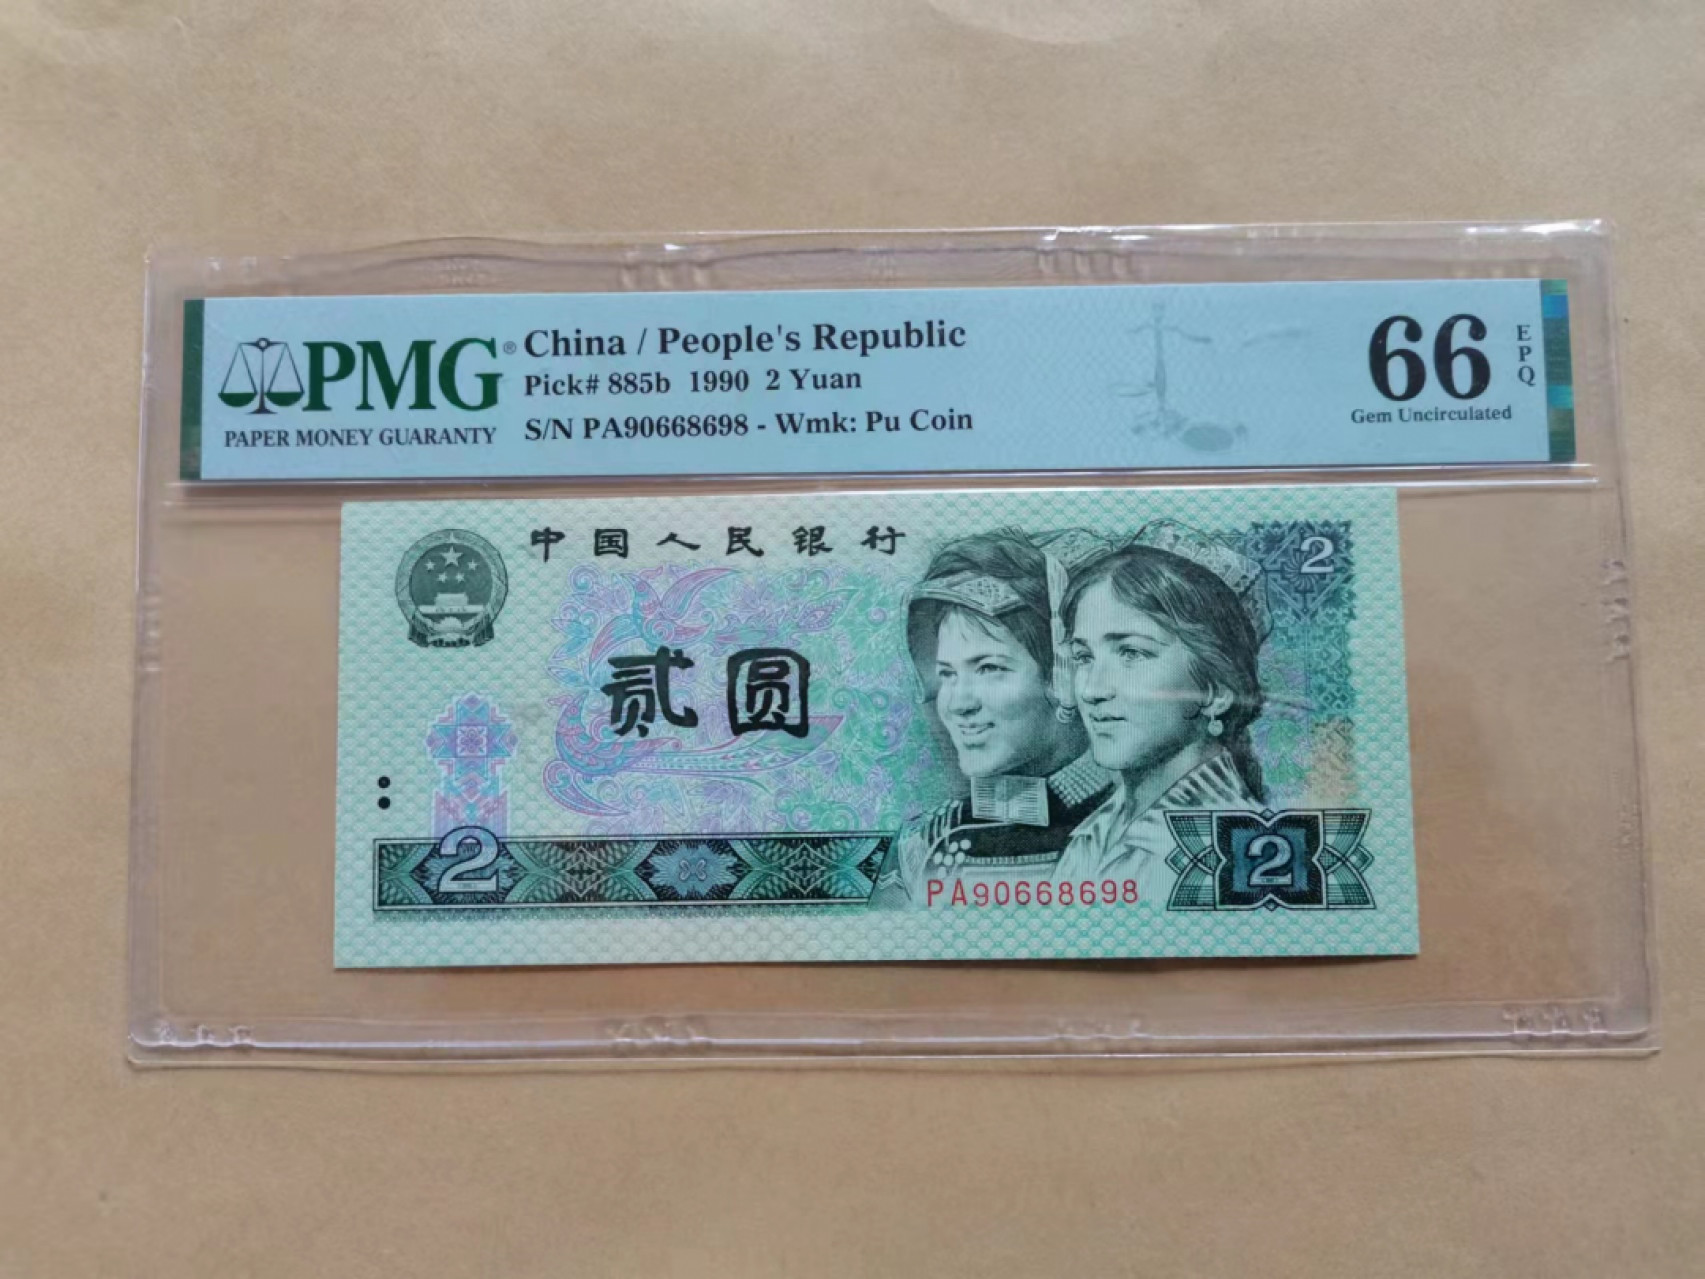 PMG®
PAPER MONEY GUARANTY
China / People's Republic
Pick# 885b 1990 2 Yuan
S/N PA90668698 - Wmk: Pu Coin
66
EPQ
Gem Uncirculated
中国人民银行
2
贰圆
2
PA90668698
2